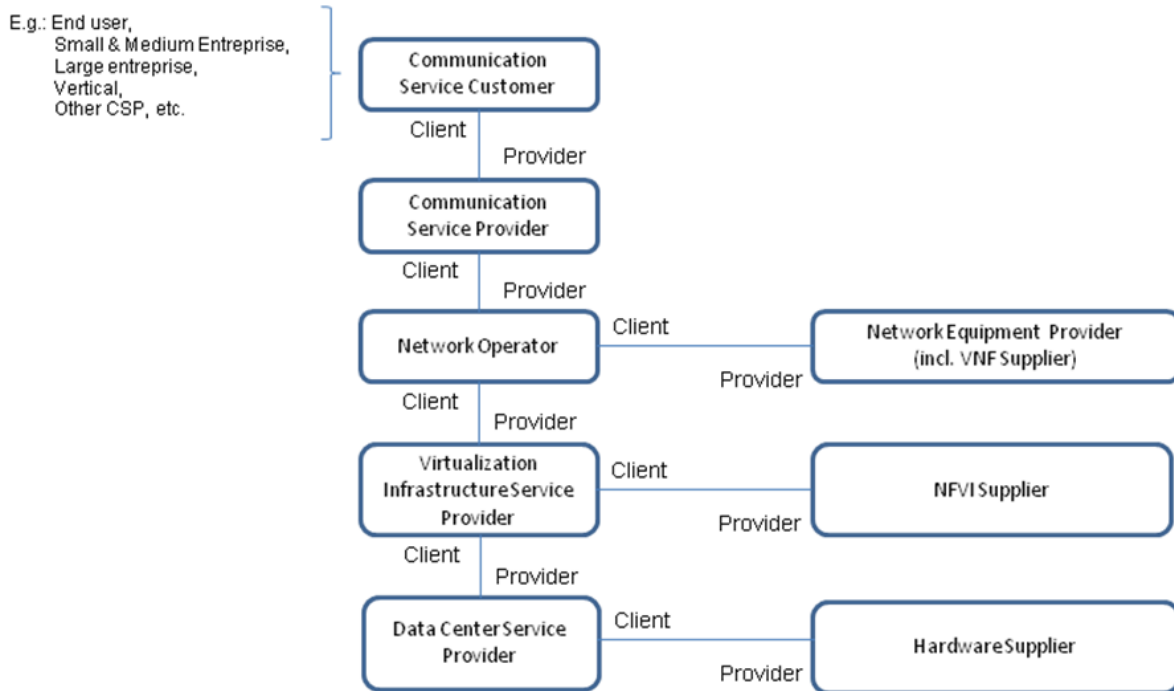 E.g.: End user,
Small & Medium Entreprise,
Large entreprise,
Vertical,
Other CSP, etc.
Communication
Service Customer
Client
Provider
Communication
Service Provider
Client
Provider
Network Operator
Client
Provider
Network Equipment Provider
(incl. VNF Supplier)
Client
Provider
Virtualization
Infrastructure Service
Provider
Client
Provider
NFVI Supplier
Client
Provider
Data Center Service
Provider
Client
Provider
Hardware Supplier